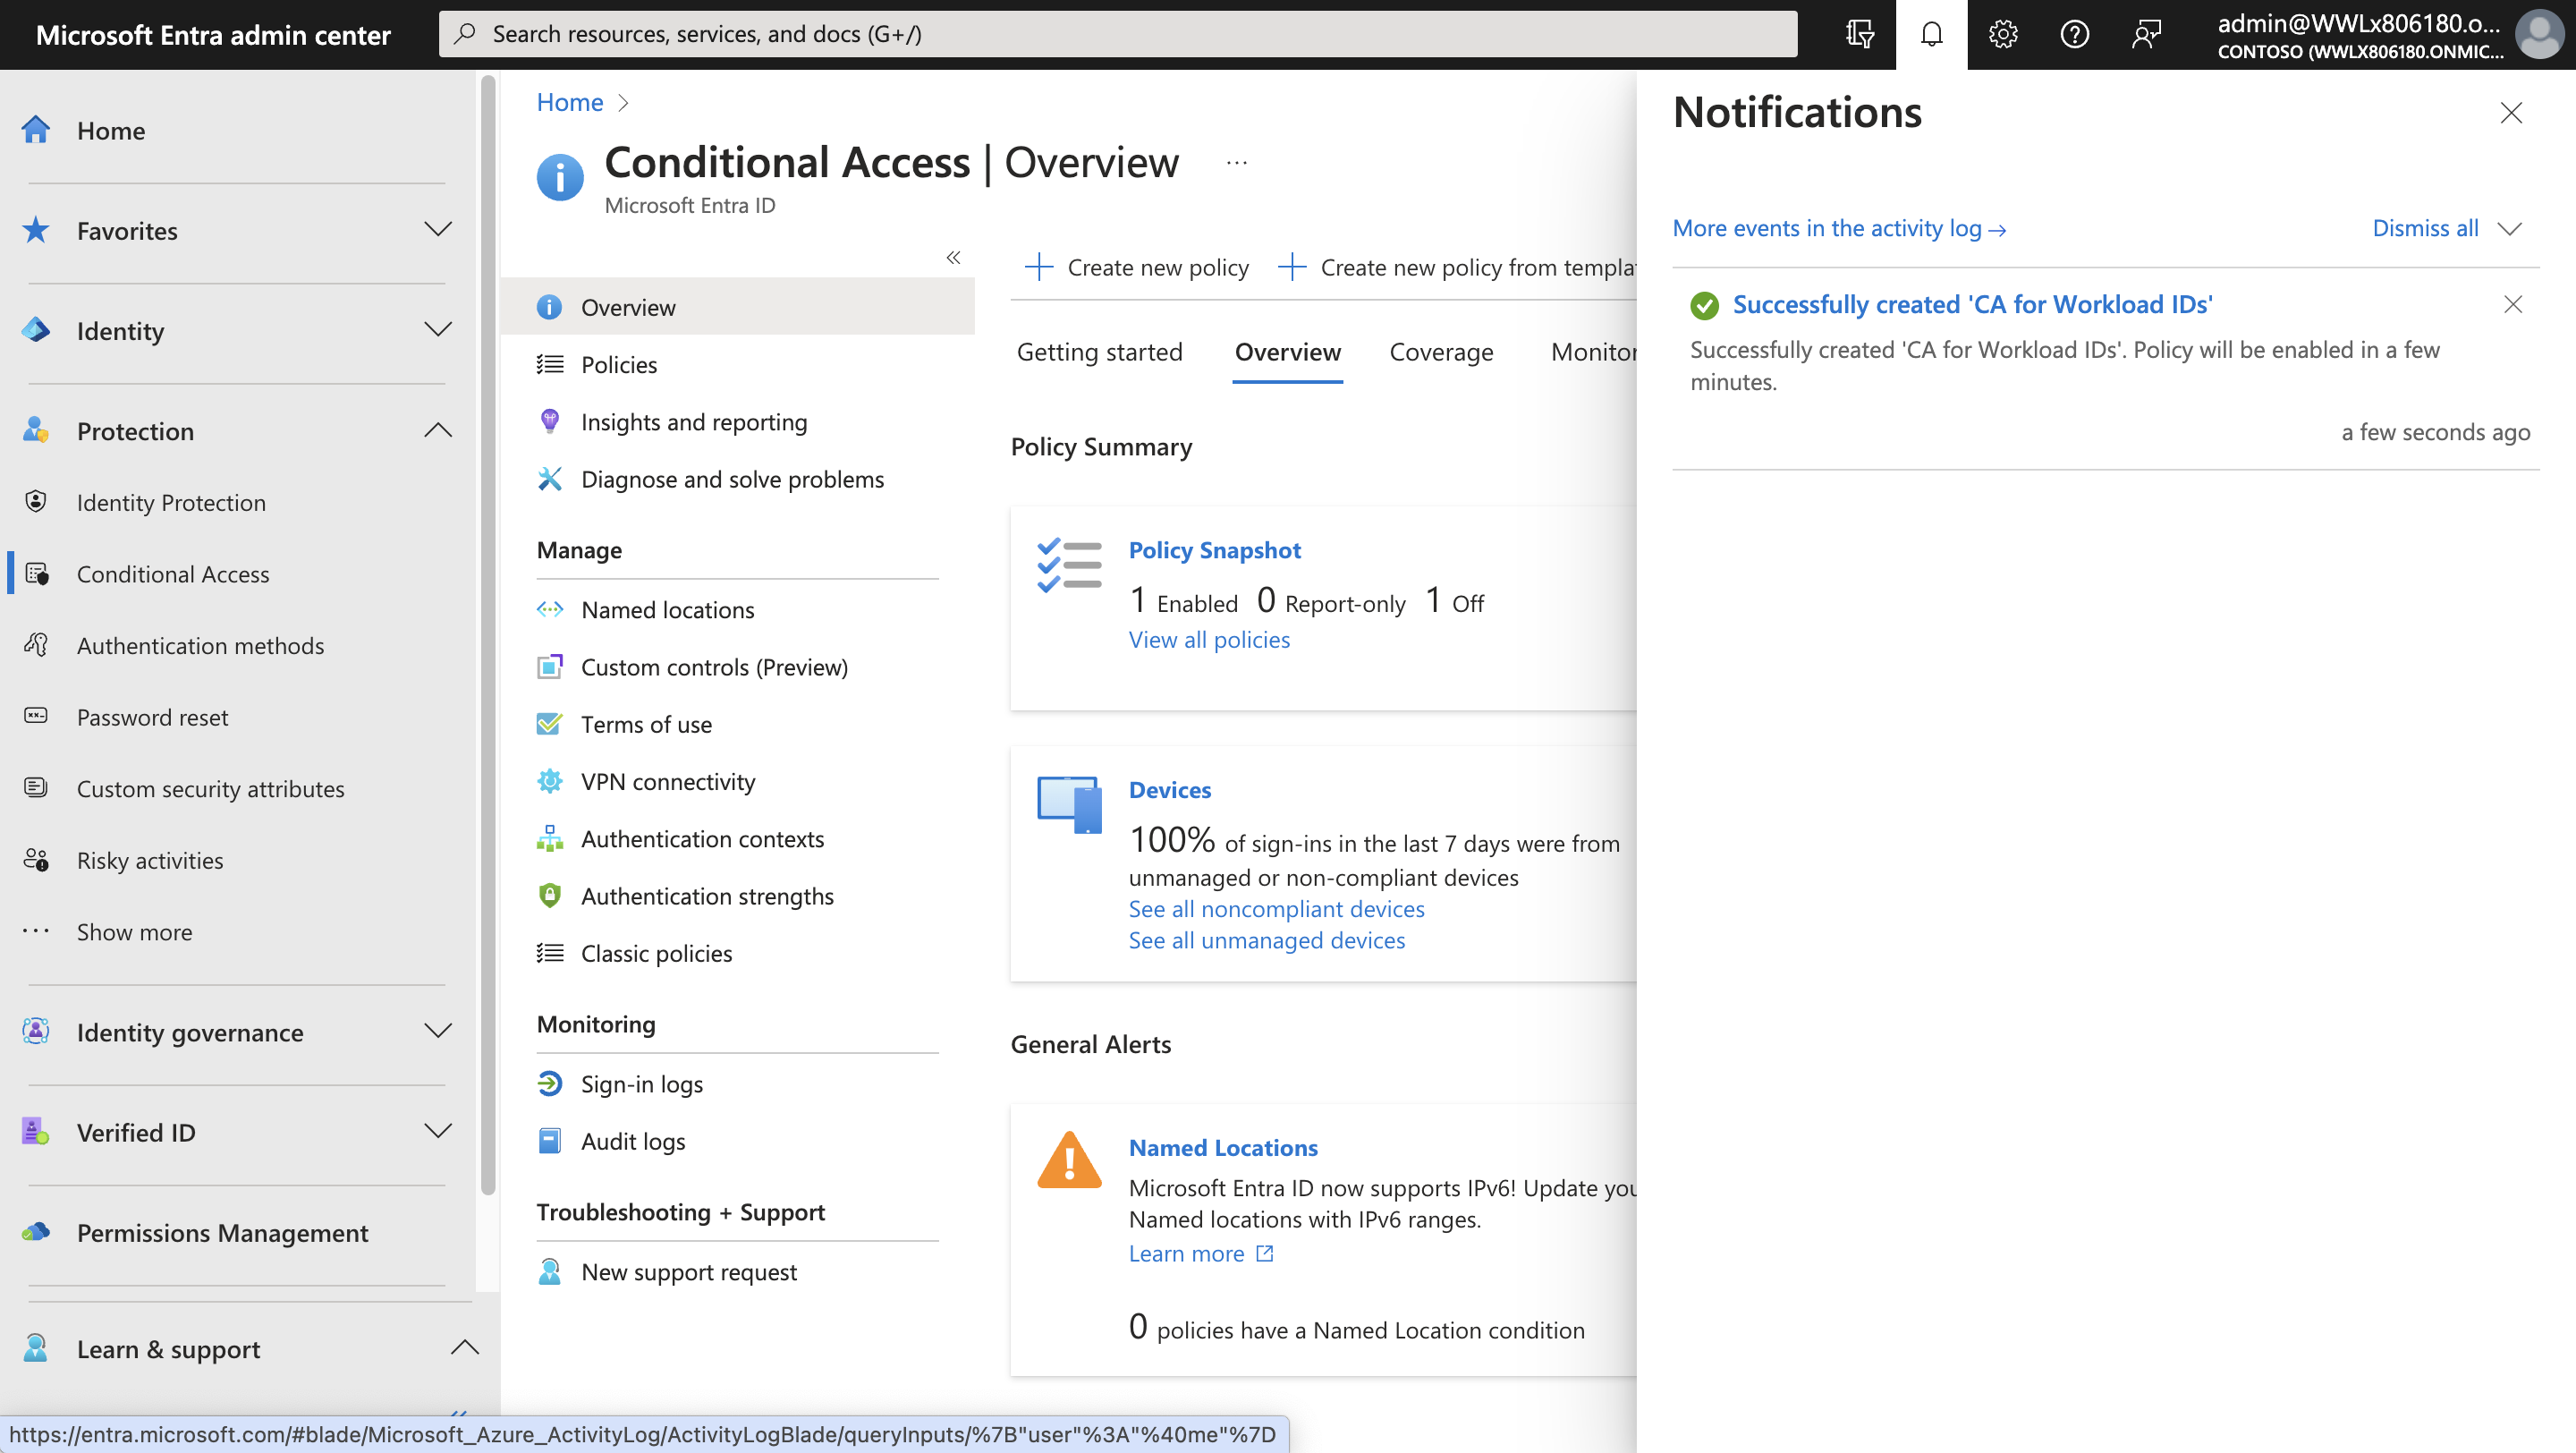 Microsoft Entra admin center
Search resources, services, and docs (G+/)
admin@WWLx806180.o...
CONTOSO (WWLX806180.ONMIC...
Home
Favorites
Identity
Protection
Identity Protection
Conditional Access
Authentication methods
Password reset
Custom security attributes
Risky activities
Show more
Identity governance
Verified ID
Permissions Management
Learn & support
Home
Conditional Access | Overview
Microsoft Entra ID
Overview
Policies
Insights and reporting
Diagnose and solve problems
Manage
Named locations
Custom controls (Preview)
Terms of use
VPN connectivity
Authentication contexts
Authentication strengths
Classic policies
Monitoring
Sign-in logs
Audit logs
Troubleshooting + Support
New support request
Create new policy Create new policy from templat
Getting started Overview Coverage Monitor
Policy Summary
Policy Snapshot
1 Enabled 0 Report-only 1 Off
View all policies
Devices
100% of sign-ins in the last 7 days were from
unmanaged or non-compliant devices
See all noncompliant devices
See all unmanaged devices
General Alerts
Named Locations
Microsoft Entra ID now supports IPv6! Update you
Named locations with IPv6 ranges.
Learn more
0 policies have a Named Location condition
Notifications
More events in the activity log → Dismiss all
Successfully created 'CA for Workload IDs'
Successfully created 'CA for Workload IDs'. Policy will be enabled in a few
minutes.
a few seconds ago
https://entra.microsoft.com/#blade/Microsoft_Azure_ActivityLog/ActivityLogBlade/queryInputs/%7B"user"%3A"%40me"%7D